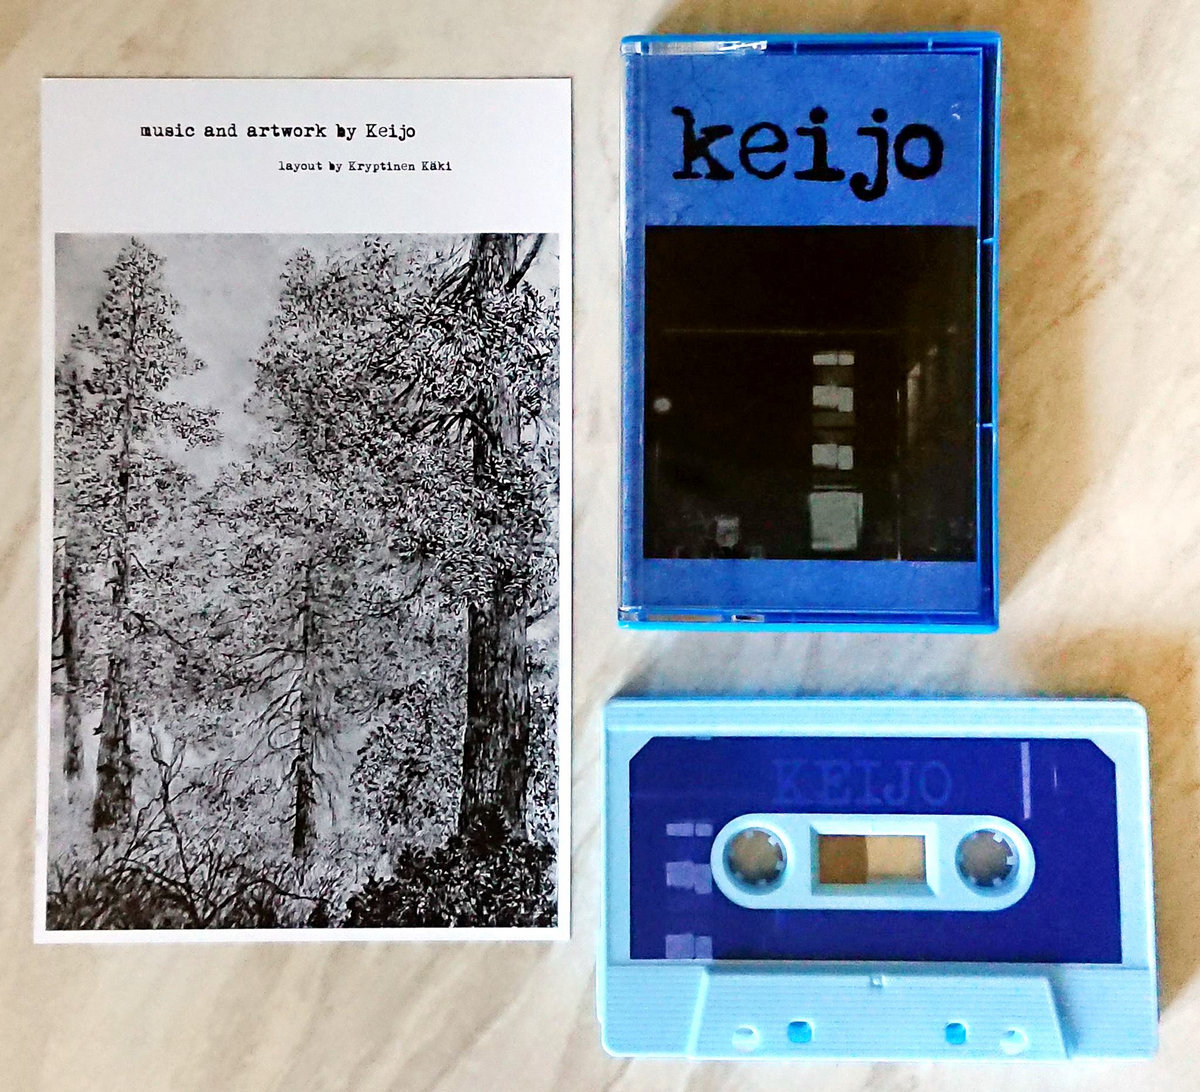 music and artwork by Keijo
layout by Kryptinen Käki
keijo
KEIJO